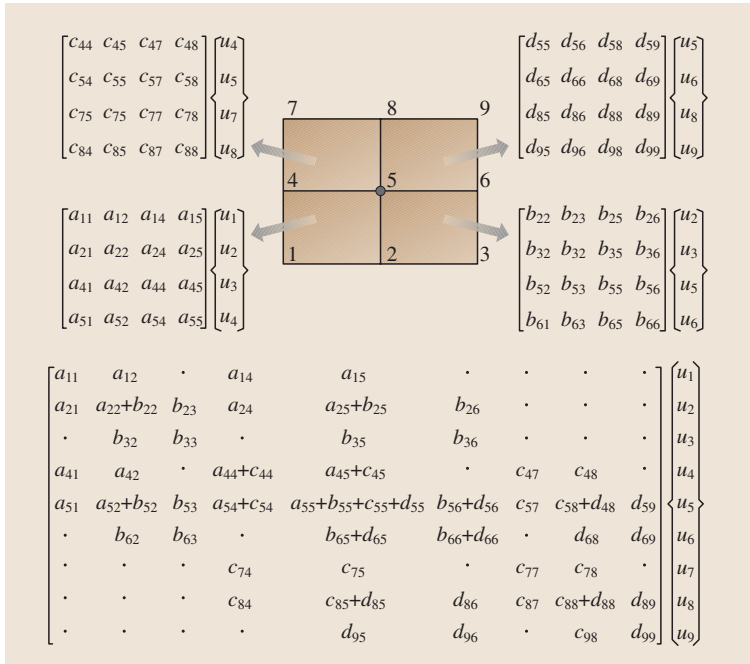 c44 c45 c47 c48 u4
c54 c55 c57 c58 u5
c75 c75 c77 c78 u7
c84 c85 c87 c88 u8
d55 d56 d58 d59 u5
d65 d66 d68 d69 u6
d85 d86 d88 d89 u8
d95 d96 d98 d99 u9
7 8 9
4 5 6
1 2 3
a11 a12 a14 a15 u1
a21 a22 a24 a25 u2
a41 a42 a44 a45 u3
a51 a52 a54 a55 u4
b22 b23 b25 b26 u2
b32 b32 b35 b36 u3
b52 b53 b55 b56 u5
b61 b63 b65 b66 u6
a11 a12 · a14 a15 · · · · u1
a21 a22+b22 b23 a24 a25+b25 b26 · · · u2
· b32 b33 · b35 b36 · · · u3
a41 a42 · a44+c44 a45+c45 · c47 c48 · u4
a51 a52+b52 b53 a54+c54 a55+b55+c55+d55 b56+d56 c57 c58+d48 d59 u5
· b62 b63 · b65+d65 b66+d66 · d68 d69 u6
· · · c74 c75 · c77 c78 · u7
· · · c84 c85+d85 d86 c87 c88+d88 d89 u8
· · · · d95 d96 · c98 d99 u9